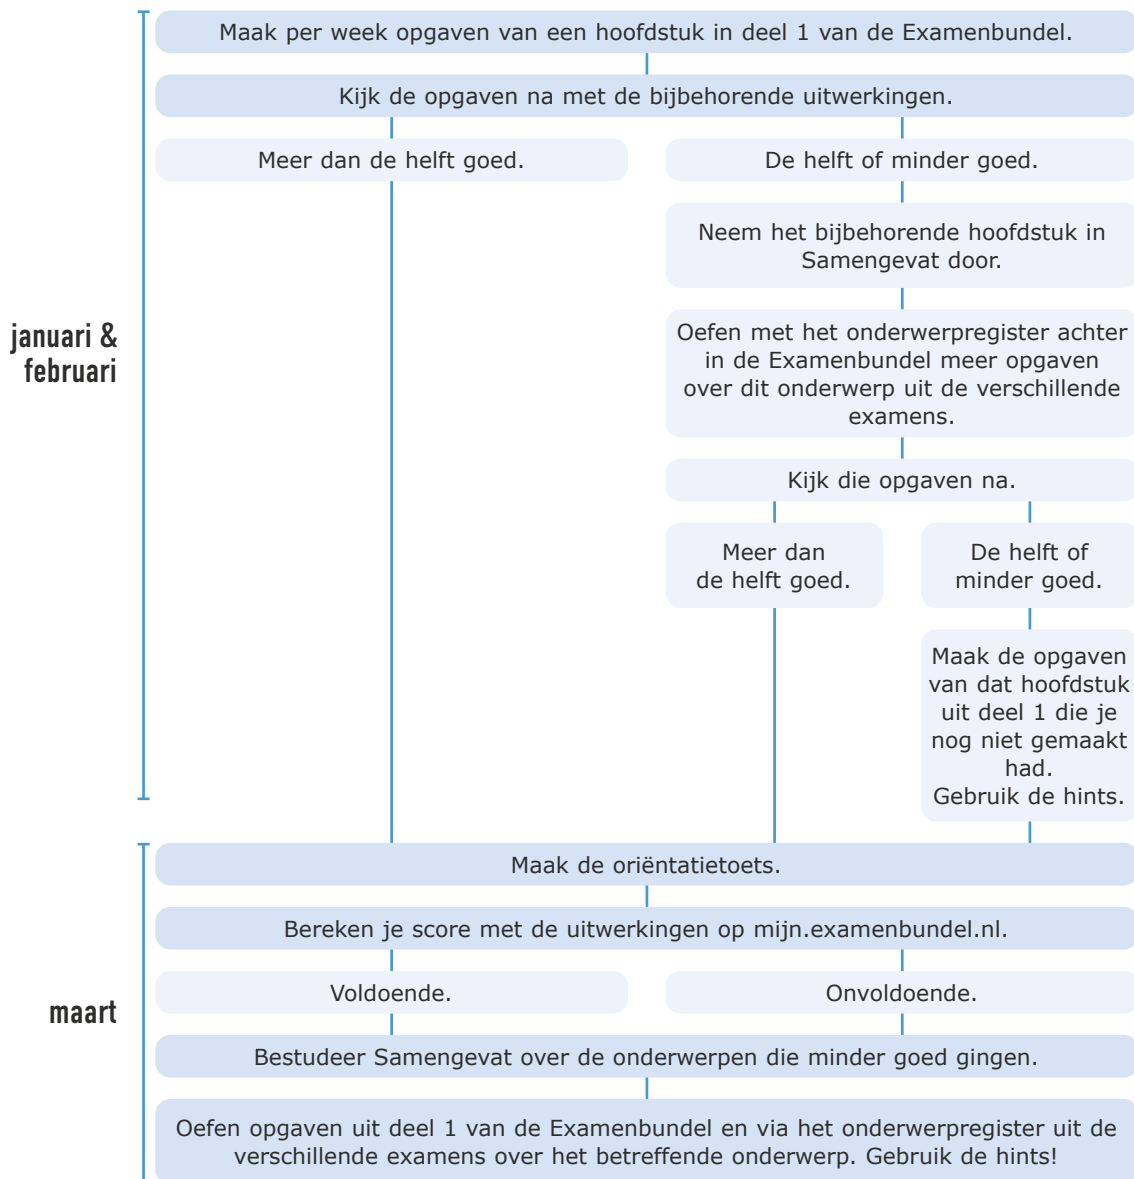 Maak per week opgaven van een hoofdstuk in deel 1 van de Examenbundel.
Kijk de opgaven na met de bijbehorende uitwerkingen.
Meer dan de helft goed.
De helft of minder goed.
Neem het bijbehorende hoofdstuk in
Samengevat door.
januari &
februari
Oefen met het onderwerpregister achter
in de Examenbundel meer opgaven
over dit onderwerp uit de verschillende
examens.
Kijk die opgaven na.
Meer dan
de helft goed.
De helft of
minder goed.
Maak de opgaven
van dat hoofdstuk
uit deel 1 die je
nog niet gemaakt
had.
Gebruik de hints.
Maak de oriëntatietoets.
Bereken je score met de uitwerkingen op mijn.examenbundel.nl.
maart
Voldoende.
Onvoldoende.
Bestudeer Samengevat over de onderwerpen die minder goed gingen.
Oefen opgaven uit deel 1 van de Examenbundel en via het onderwerpregister uit de
verschillende examens over het betreffende onderwerp. Gebruik de hints!